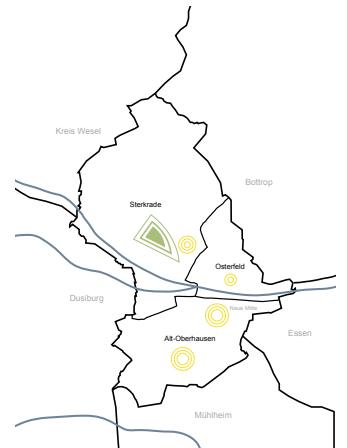 Kreis Wesel
Bottrop
Sterkrade
Osterfeld
Dusiburg
Neue Mitte
Essen
Alt-Oberhausen
Mühlheim